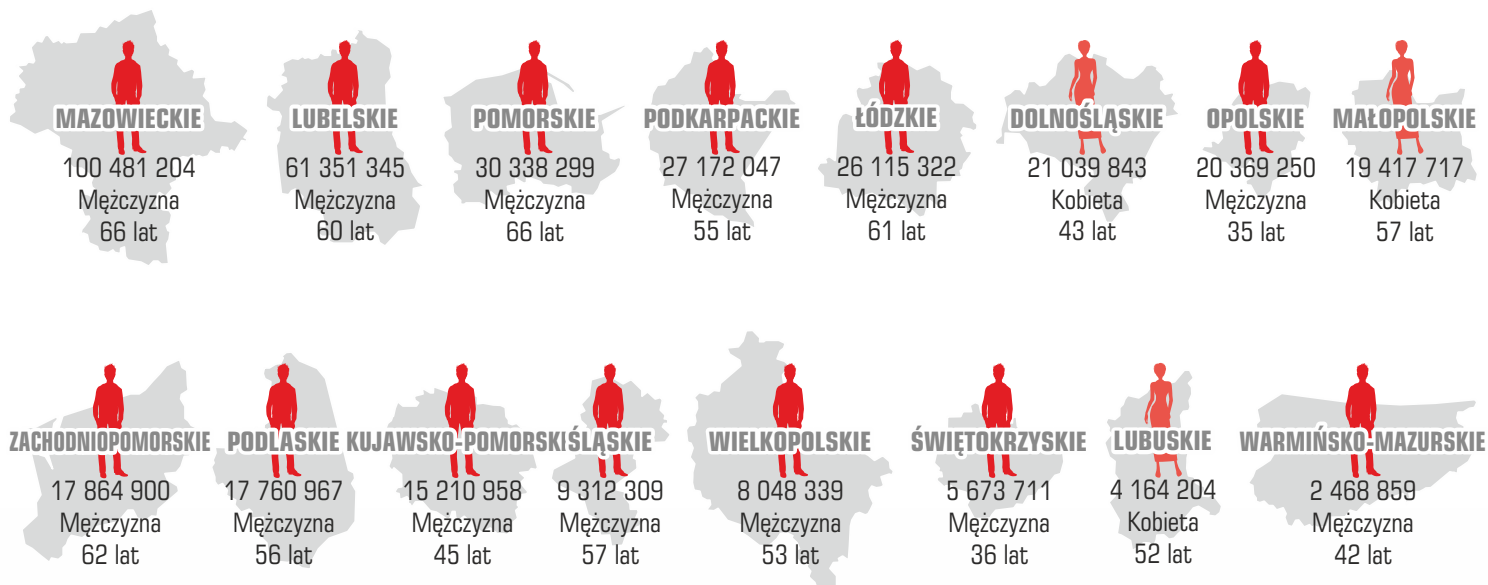 MAZOWIECKIE
100 481 204
Mężczyzna
66 lat
LUBELSKIE
61 351 345
Mężczyzna
60 lat
POMORSKIE
30 338 299
Mężczyzna
66 lat
PODKARPACKIE
27 172 047
Mężczyzna
55 lat
ŁÓDZKIE
26 115 322
Mężczyzna
61 lat
DOLNOŚLĄSKIE
21 039 843
Kobieta
43 lat
OPOLSKIE
20 369 250
Mężczyzna
35 lat
MAŁOPOLSKIE
19 417 717
Kobieta
57 lat
ZACHODNIOPOMORSKIE
17 864 900
Mężczyzna
62 lat
PODLASKIE
17 760 967
Mężczyzna
56 lat
KUJAWSKO-POMORSKI
15 210 958
Mężczyzna
45 lat
ŚLĄSKIE
9 312 309
Mężczyzna
57 lat
WIELKOPOLSKIE
8 048 339
Mężczyzna
53 lat
ŚWIĘTOKRZYSKIE
5 673 711
Mężczyzna
36 lat
LUBUSKIE
4 164 204
Kobieta
52 lat
WARMIŃSKO-MAZURSKIE
2 468 859
Mężczyzna
42 lat